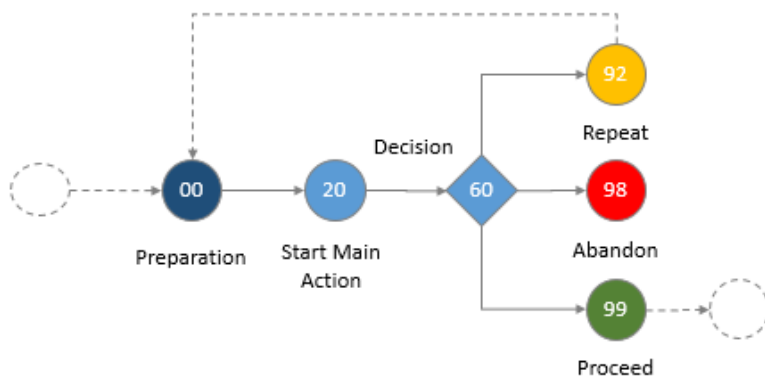 92
Repeat
Decision
00
20
60
98
Preparation
Start Main
Action
Abandon
99
Proceed